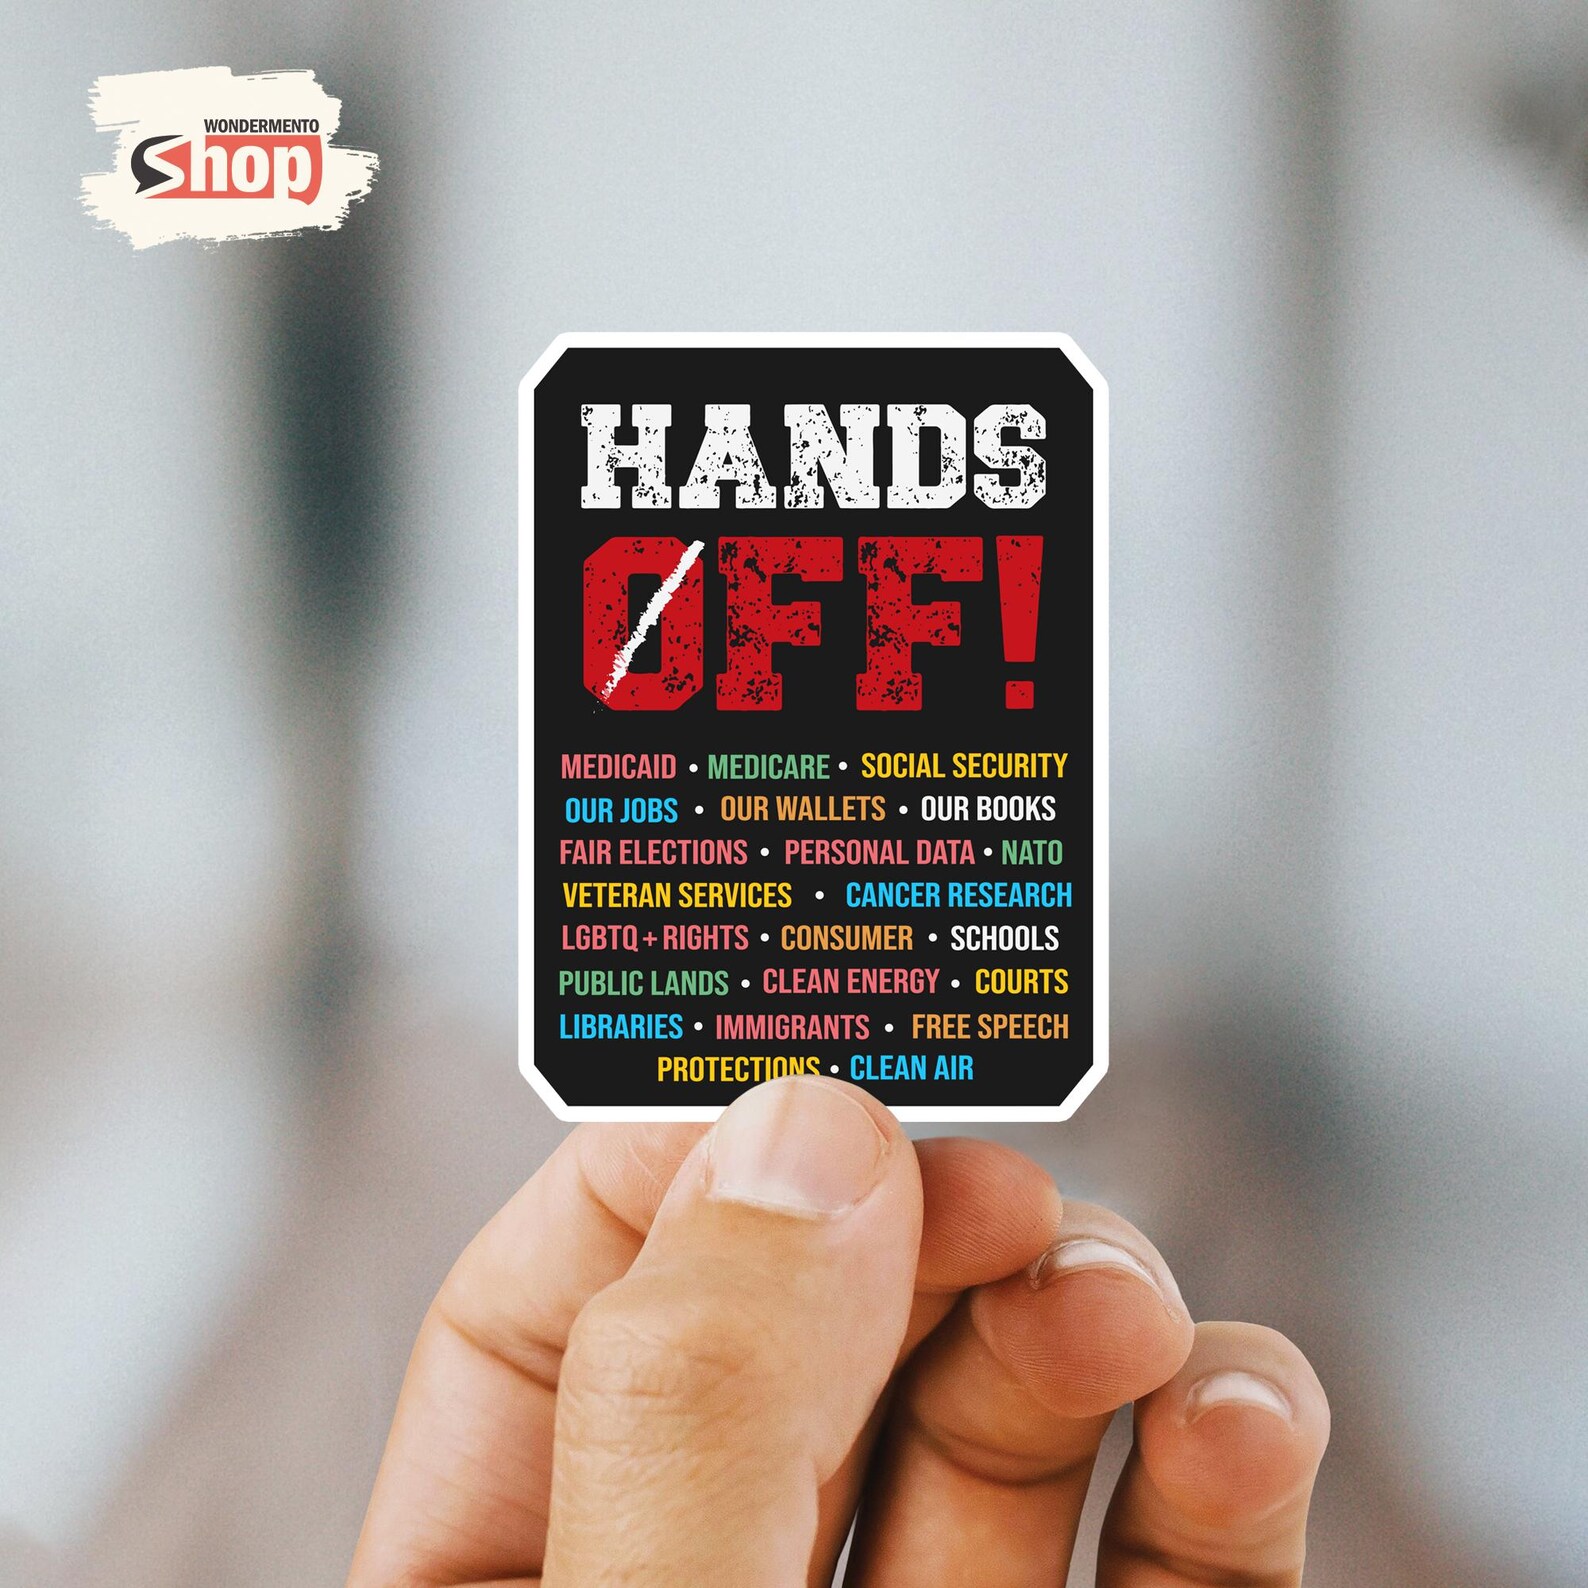 WONDERMENTO
Shop
HANDS
OFF!
MEDICAID • MEDICARE • SOCIAL SECURITY
OUR JOBS • OUR WALLETS • OUR BOOKS
FAIR ELECTIONS • PERSONAL DATA • NATO
VETERAN SERVICES • CANCER RESEARCH
LGBTQ+ RIGHTS • CONSUMER • SCHOOLS
PUBLIC LANDS • CLEAN ENERGY • COURTS
LIBRARIES • IMMIGRANTS • FREE SPEECH
PROTECTIONS • CLEAN AIR